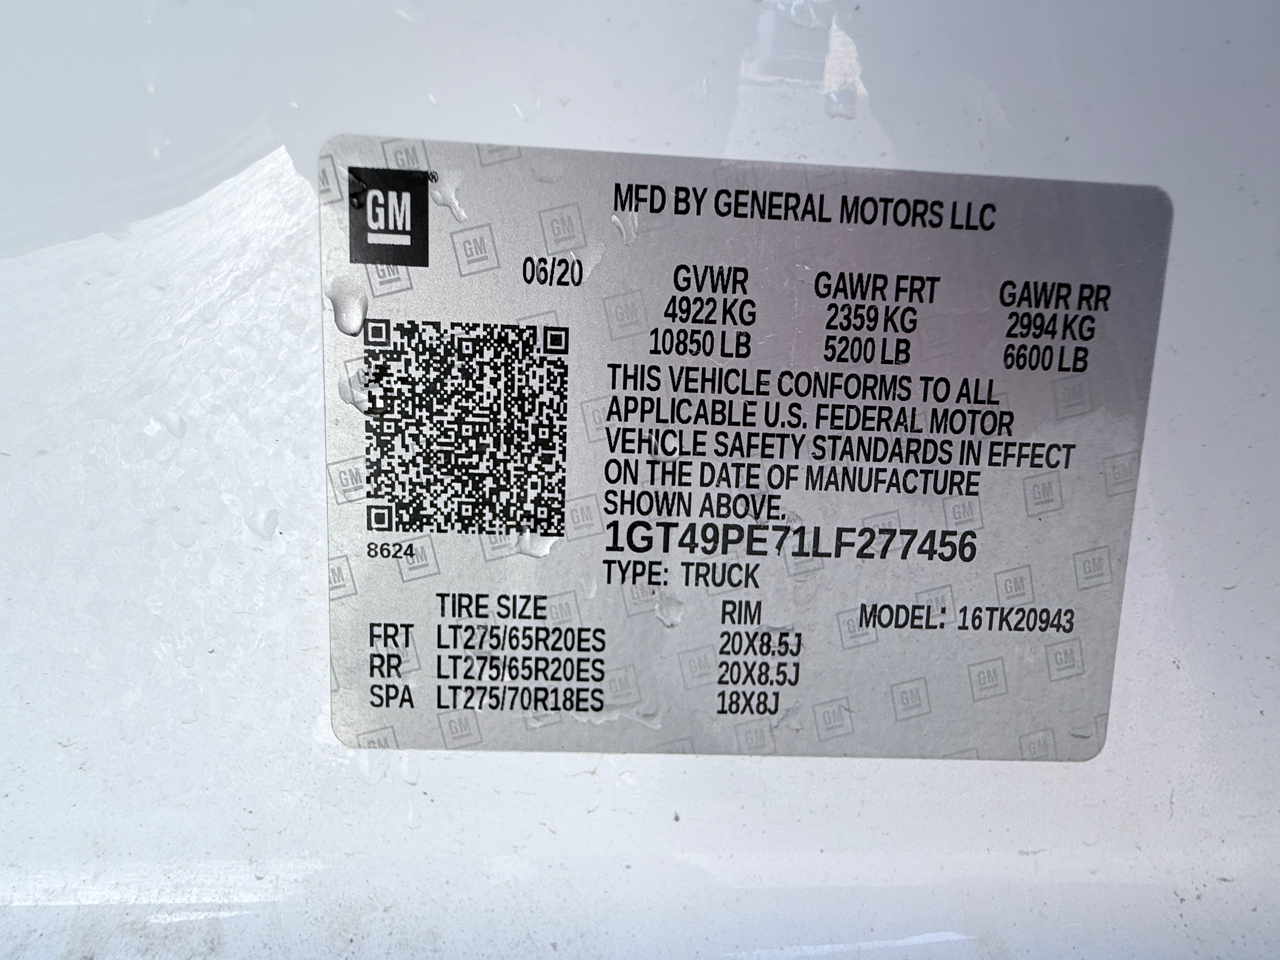 GM
MFD BY GENERAL MOTORS LLC
06/20
GVWR GAWR FRT GAWR RR
4922 KG 2359 KG 2994 KG
10850 LB 5200 LB 6600 LB
THIS VEHICLE CONFORMS TO ALL
APPLICABLE U.S. FEDERAL MOTOR
VEHICLE SAFETY STANDARDS IN EFFECT
ON THE DATE OF MANUFACTURE
SHOWN ABOVE.
1GT49PE71LF277456
8624
TYPE: TRUCK
TIRE SIZE RIM MODEL: 16TK20943
FRT LT275/65R20ES 20X8.5J
RR LT275/65R20ES 20X8.5J
SPA LT275/70R18ES 18X8J